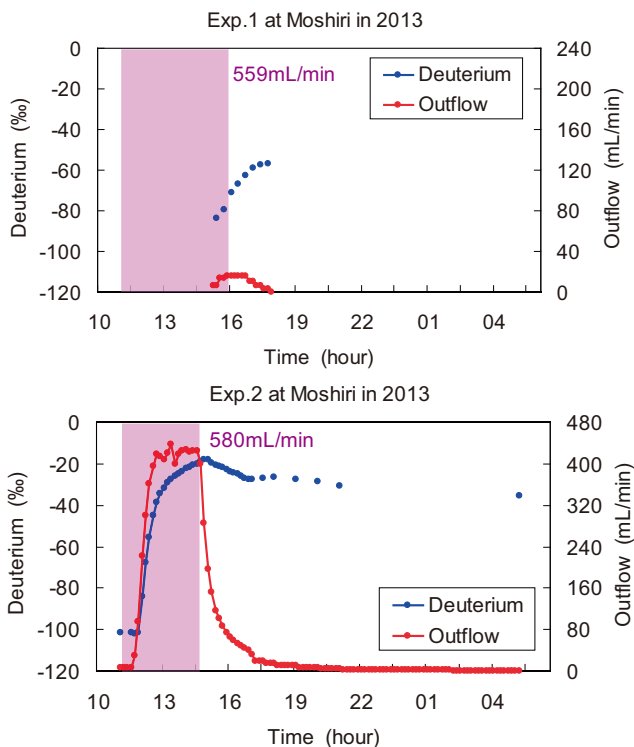 Exp.1 at Moshiri in 2013
0
-20
-40
-60
-80
-100
-120
Deuterium (‰)
559mL/min
Deuterium
Outflow
240
200
160
120
80
40
0
Outflow (mL/min)
10 13 16 19 22 01 04
Time (hour)
Exp.2 at Moshiri in 2013
0
-20
-40
-60
-80
-100
-120
Deuterium (‰)
580mL/min
Deuterium
Outflow
480
400
320
240
160
80
0
Outflow (mL/min)
10 13 16 19 22 01 04
Time (hour)